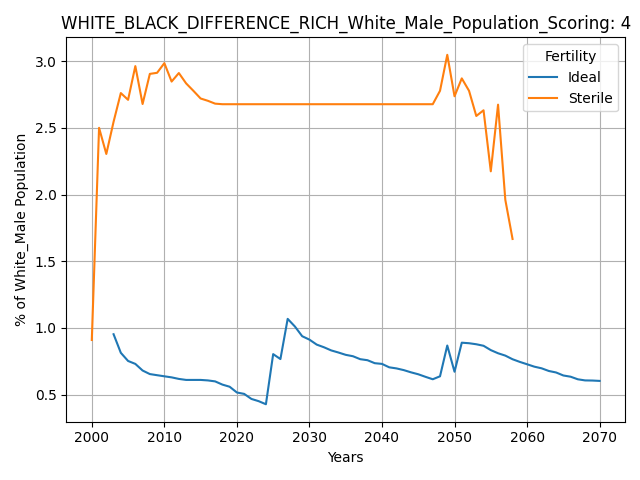 WHITE_BLACK_DIFFERENCE_RICH_White_Male_Population_Scoring: 4
Fertility
Ideal
Sterile
% of White_Male Population
3.0
2.5
2.0
1.5
1.0
0.5
2000 2010 2020 2030 2040 2050 2060 2070
Years